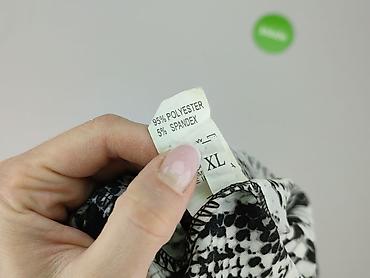 95% POLYESTER
5% SPANDEX
XL